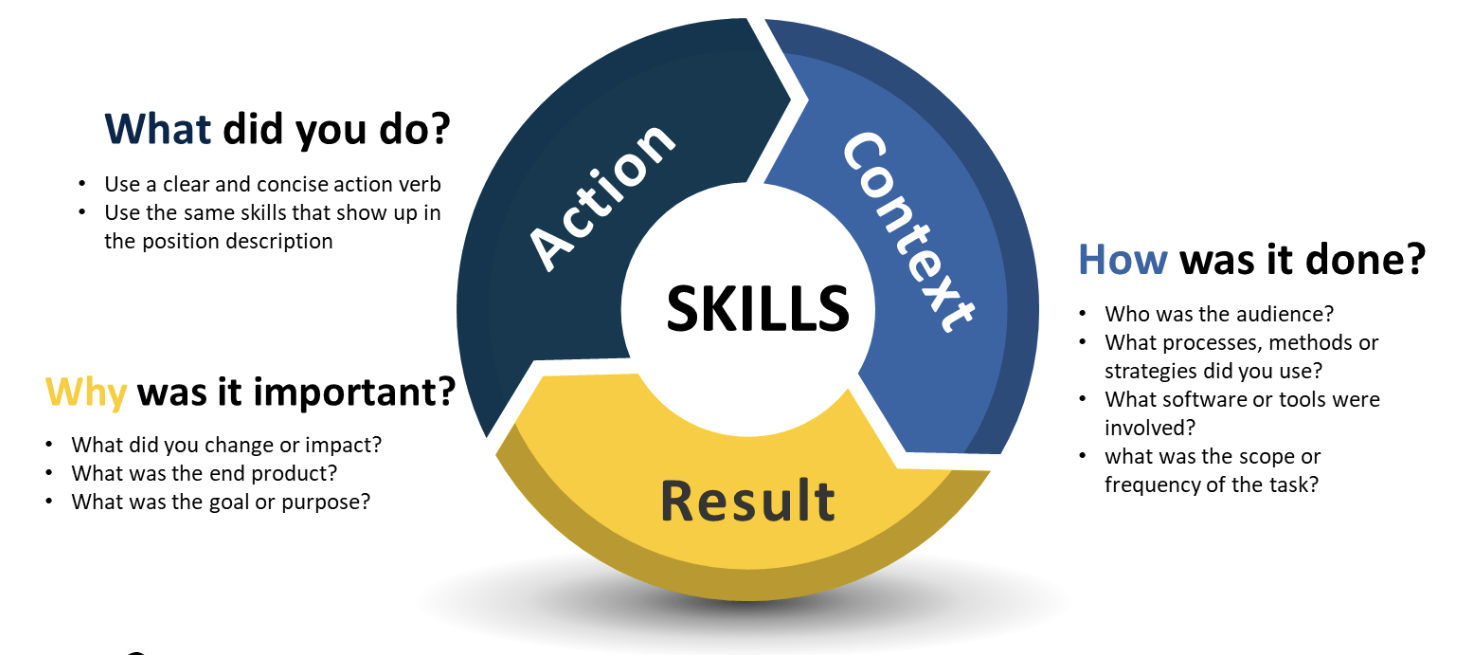 What did you do?
• Use a clear and concise action verb
• Use the same skills that show up in
the position description
Action
Context
SKILLS
Result
How was it done?
• Who was the audience?
• What processes, methods or
strategies did you use?
• What software or tools were
involved?
• what was the scope or
frequency of the task?
Why was it important?
• What did you change or impact?
• What was the end product?
• What was the goal or purpose?